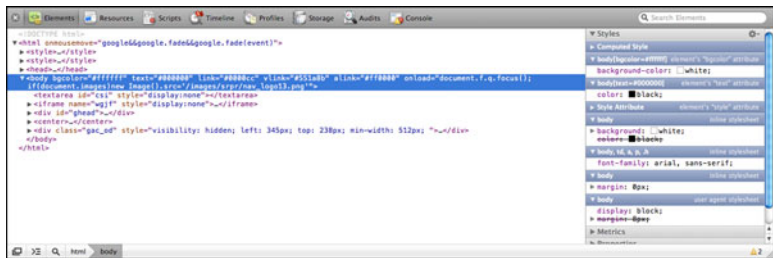 Elements Resources Scripts Timeline Profiles Storage Audits Console Search Elements
<!DOCTYPE html>
▼<html onmousemove="google&&google.fade&&google.fade(event)">
▶<style>…</style>
▶<style>…</style>
▶<head>…</head>
▼<body bgcolor="#ffffff" text="#000000" link="#0000cc" vlink="#551a8b" alink="#ff0000" onload="document.f.q.focus();
if(document.images)new Image().src='/images/srpr/nav_logo13.png'">
<textarea id="csi" style="display:none"></textarea>
▶<iframe name="wgjf" style="display:none">…</iframe>
▶<div id="ghead">…</div>
▶<center>…</center>
▶<div class="gac_od" style="visibility: hidden; left: 345px; top: 238px; min-width: 512px; ">…</div>
</body>
</html>
▼ Styles
▶ Computed Style
▼ body[bgcolor=#ffffff] element's "bgcolor" attribute
background-color: white;
▼ body[text=#000000] element's "text" attribute
color: black;
▶ Style Attribute element's "style" attribute
▼ body inline stylesheet
▶ background: white;
color: black;
▼ body, td, a, p, .h inline stylesheet
font-family: arial, sans-serif;
▼ body inline stylesheet
▶ margin: 0px;
▼ body user agent stylesheet
display: block;
▶ margin: 8px;
▶ Metrics
▶ Properties
html body 2